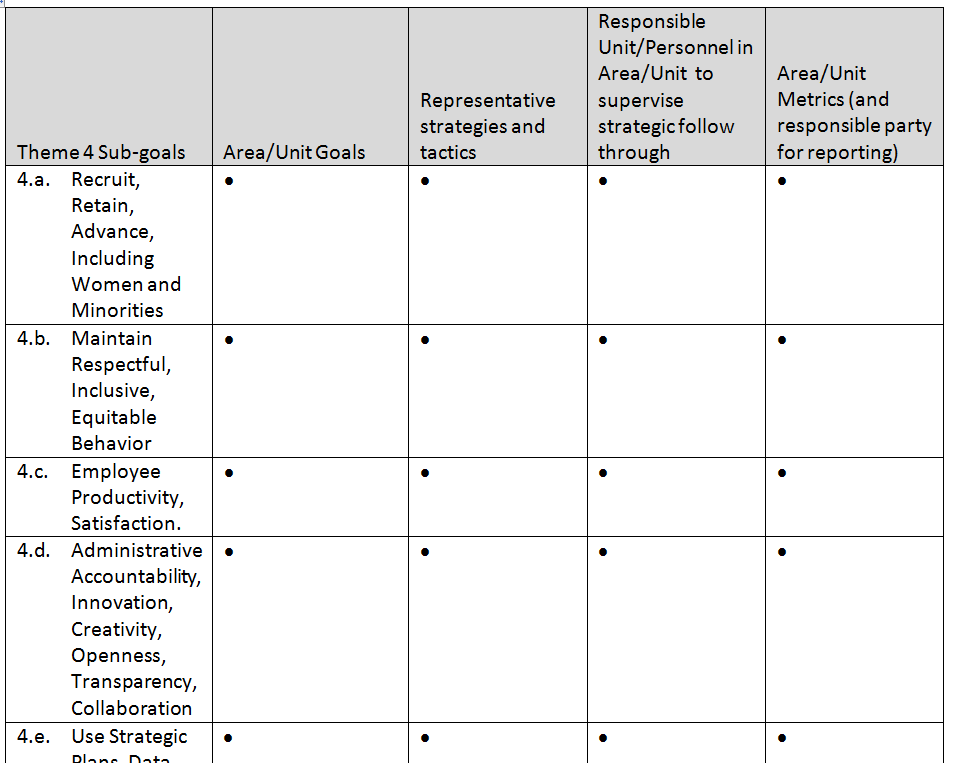 Theme 4 Sub-goals
Area/Unit Goals
Representative
strategies and
tactics
Responsible
Unit/Personnel in
Area/Unit to
supervise
strategic follow
through
Area/Unit
Metrics (and
responsible party
for reporting)
4.a. Recruit,
Retain,
Advance,
Including
Women and
Minorities
•
•
•
•
4.b. Maintain
Respectful,
Inclusive,
Equitable
Behavior
•
•
•
•
4.c. Employee
Productivity,
Satisfaction.
•
•
•
•
4.d. Administrative
Accountability,
Innovation,
Creativity,
Openness,
Transparency,
Collaboration
•
•
•
•
4.e. Use Strategic
Plans, Data
•
•
•
•